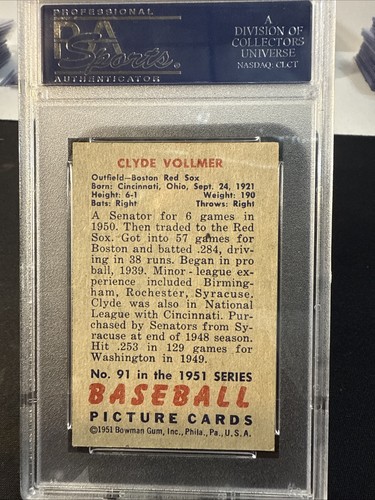 PROFESSIONAL
PSA
Sports
AUTHENTICATOR
A
DIVISION OF
COLLECTORS
UNIVERSE
NASDAQ: CLCT
CLYDE VOLLMER
Outfield—Boston Red Sox
Born: Cincinnati, Ohio, Sept. 24, 1921
Height: 6-1 Weight: 190
Bats: Right Throws: Right
A Senator for 6 games in
1950. Then traded to the Red
Sox. Got into 57 games for
Boston and batted .284, driv-
ing in 38 runs. Began in pro
ball, 1939. Minor-league ex-
perience included Birming-
ham, Rochester, Syracuse.
Clyde was also in National
League with Cincinnati. Pur-
chased by Senators from Sy-
racuse at end of 1948 season.
Hit .253 in 129 games for
Washington in 1949.
No. 91 in the 1951 SERIES
BASEBALL
PICTURE CARDS
©1951 Bowman Gum, Inc., Phila., Pa., U.S.A.